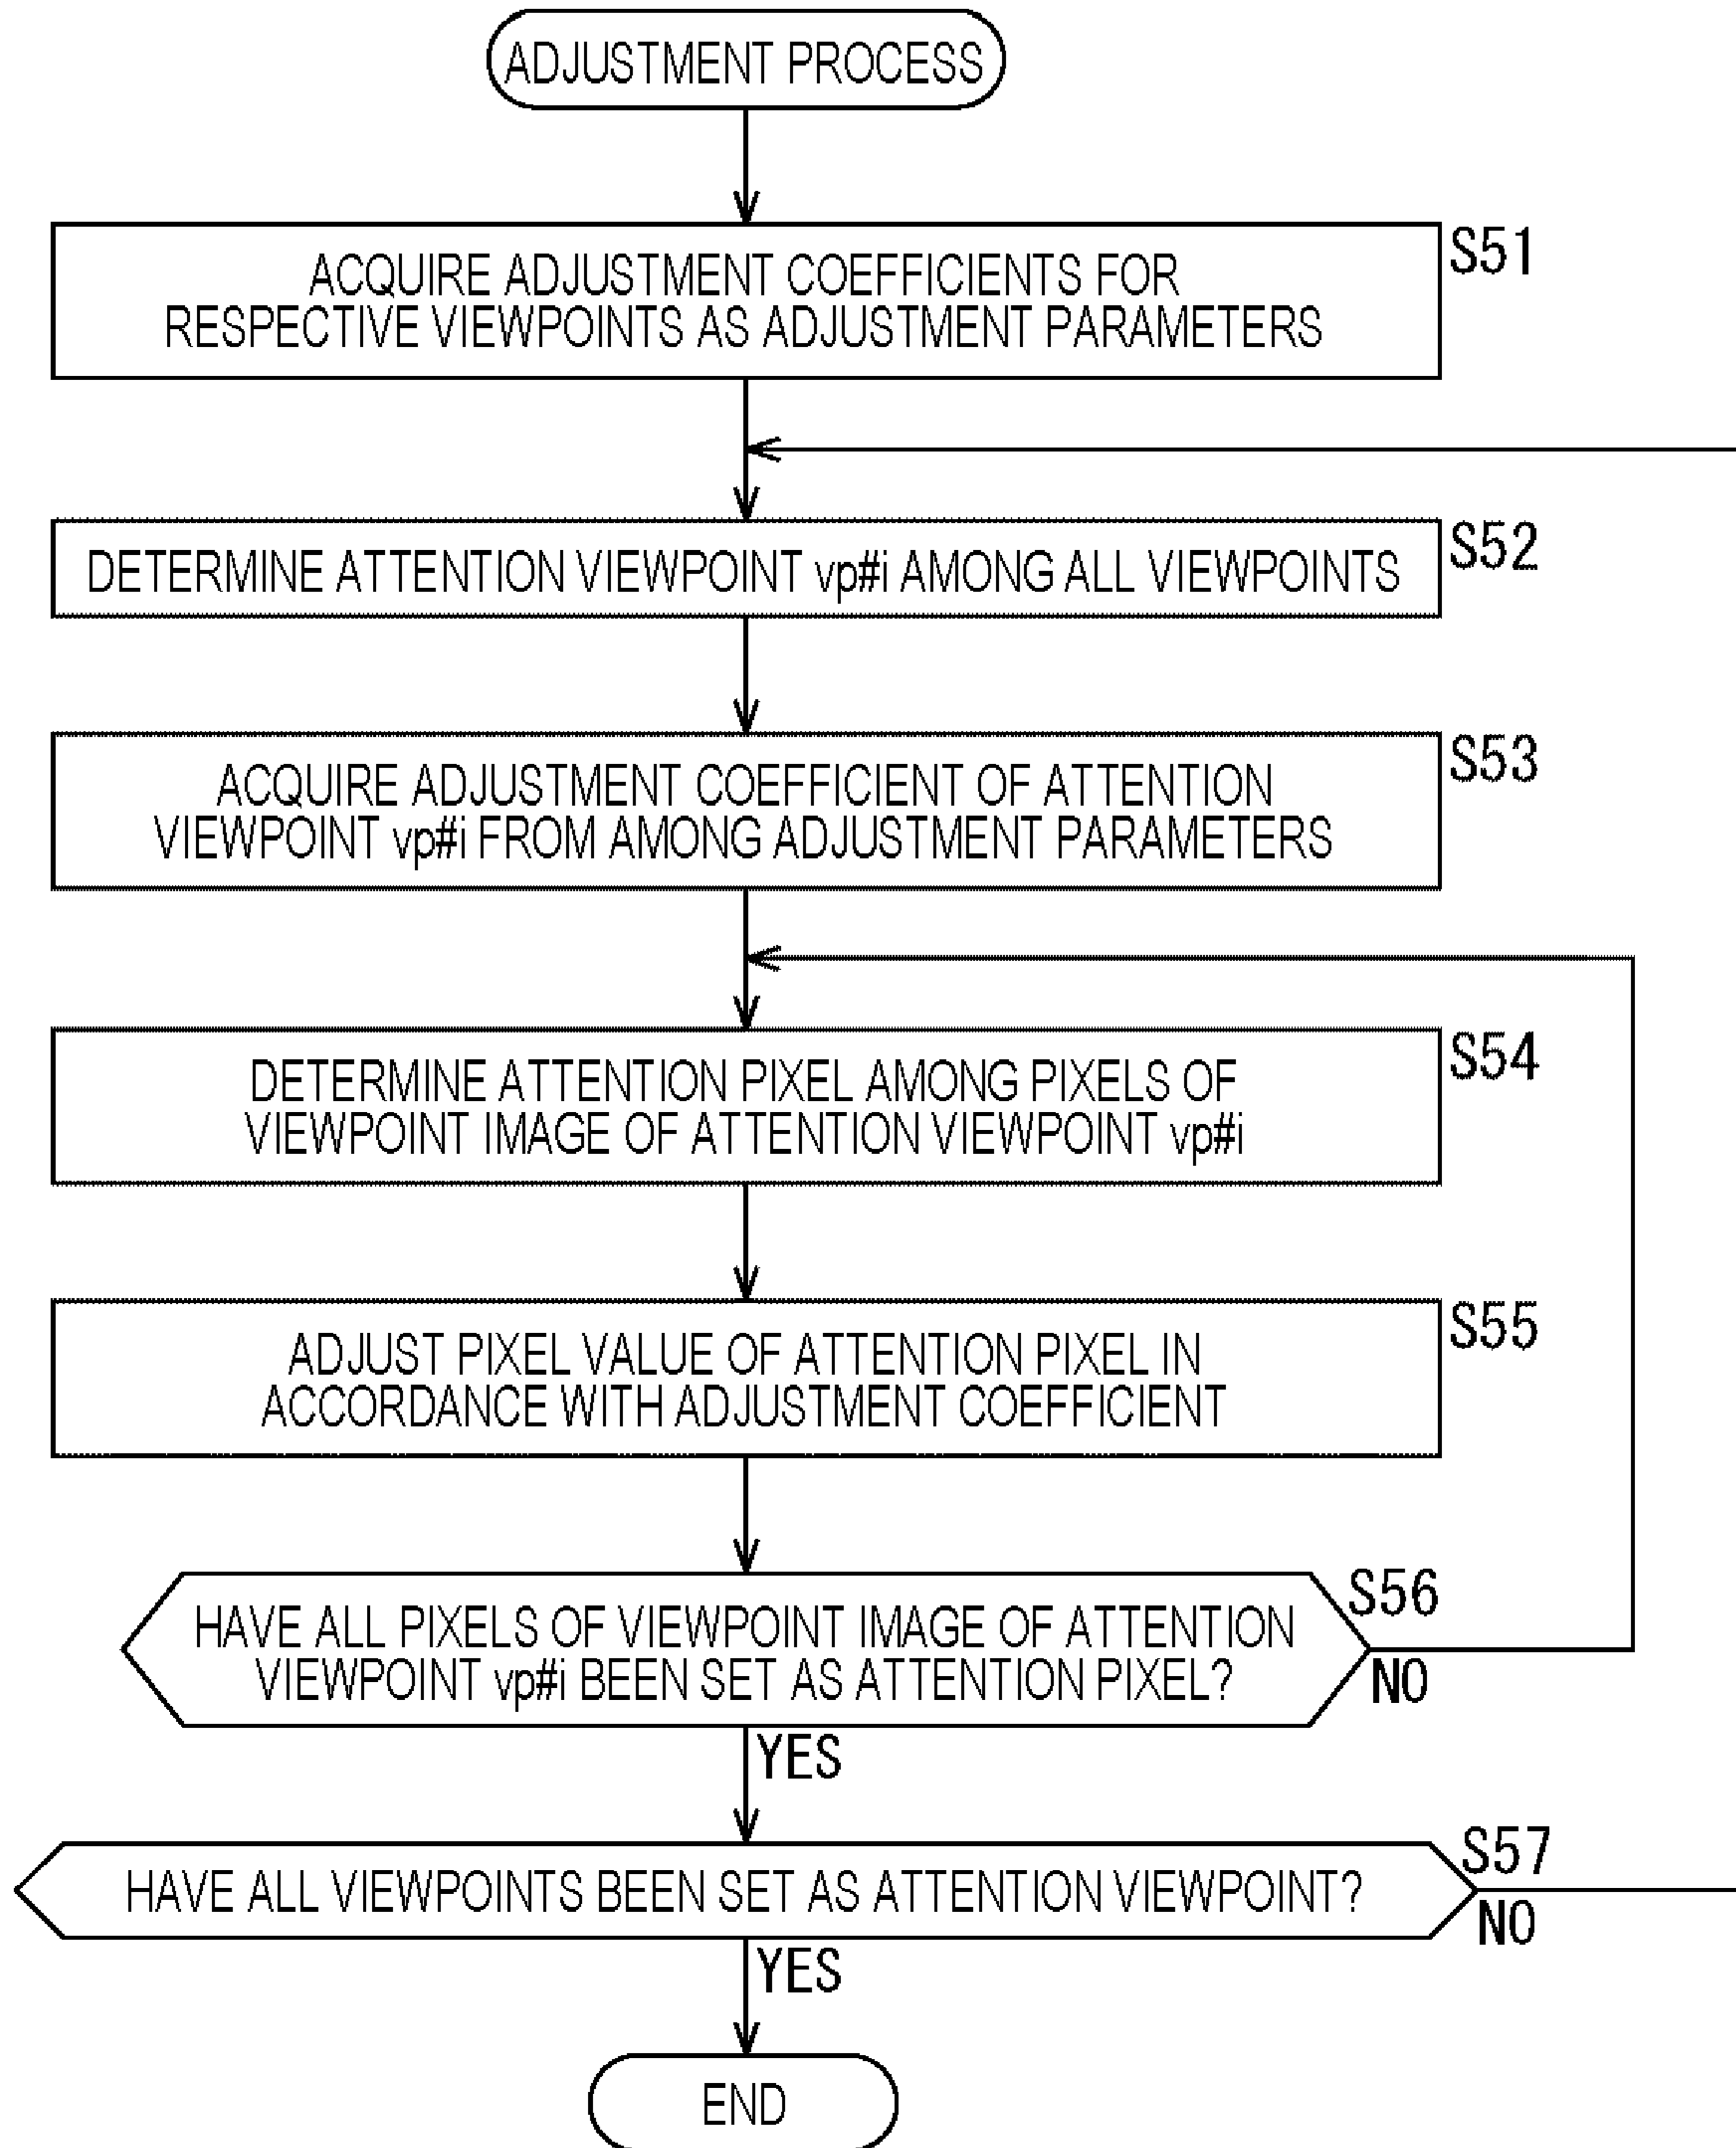 ADJUSTMENT PROCESS
ACQUIRE ADJUSTMENT COEFFICIENTS FOR
RESPECTIVE VIEWPOINTS AS ADJUSTMENT PARAMETERS
S51
DETERMINE ATTENTION VIEWPOINT vp#i AMONG ALL VIEWPOINTS
S52
ACQUIRE ADJUSTMENT COEFFICIENT OF ATTENTION
VIEWPOINT vp#i FROM AMONG ADJUSTMENT PARAMETERS
S53
DETERMINE ATTENTION PIXEL AMONG PIXELS OF
VIEWPOINT IMAGE OF ATTENTION VIEWPOINT vp#i
S54
ADJUST PIXEL VALUE OF ATTENTION PIXEL IN
ACCORDANCE WITH ADJUSTMENT COEFFICIENT
S55
HAVE ALL PIXELS OF VIEWPOINT IMAGE OF ATTENTION
VIEWPOINT vp#i BEEN SET AS ATTENTION PIXEL?
S56
NO
YES
HAVE ALL VIEWPOINTS BEEN SET AS ATTENTION VIEWPOINT?
S57
NO
YES
END